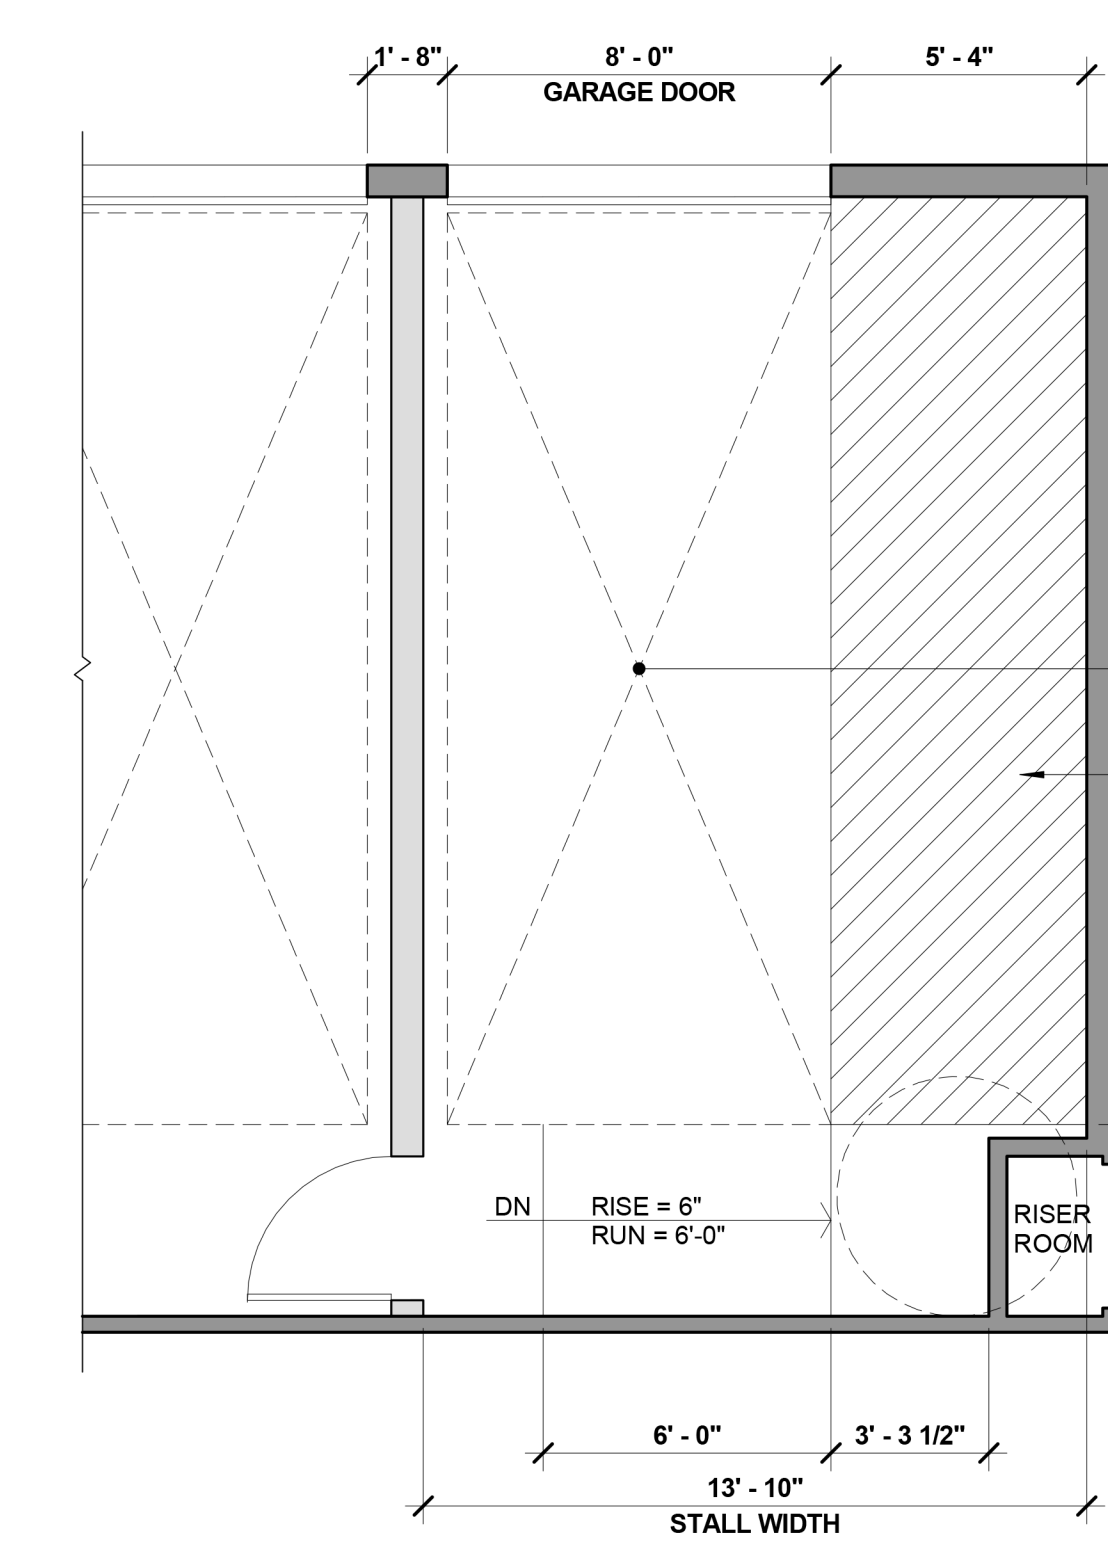 1' - 8"
8' - 0"
5' - 4"
GARAGE DOOR
DN
RISE = 6"
RUN = 6'-0"
RISER
ROOM
6' - 0"
3' - 3 1/2"
13' - 10"
STALL WIDTH